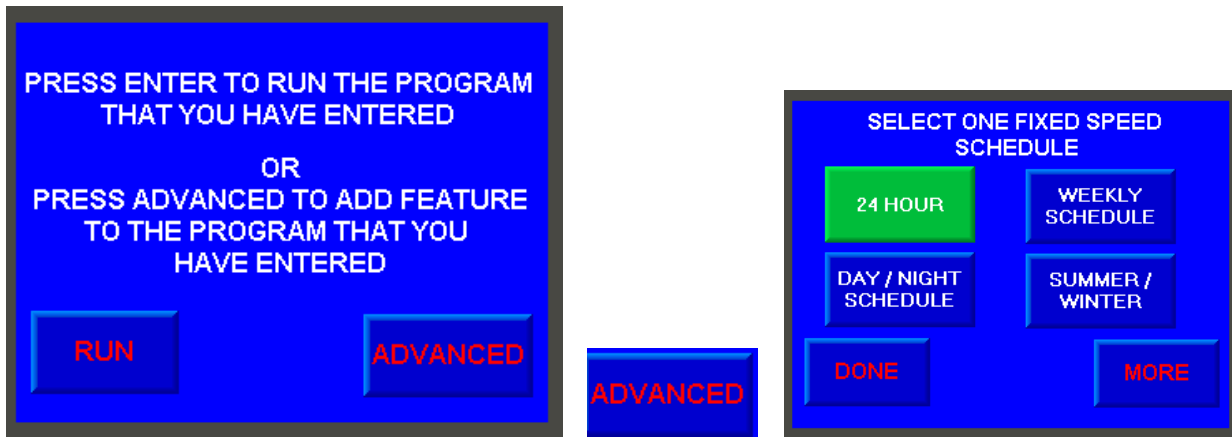 PRESS ENTER TO RUN THE PROGRAM
THAT YOU HAVE ENTERED
OR
PRESS ADVANCED TO ADD FEATURE
TO THE PROGRAM THAT YOU
HAVE ENTERED
RUN
ADVANCED
ADVANCED
SELECT ONE FIXED SPEED
SCHEDULE
24 HOUR
WEEKLY
SCHEDULE
DAY / NIGHT
SCHEDULE
SUMMER /
WINTER
DONE
MORE